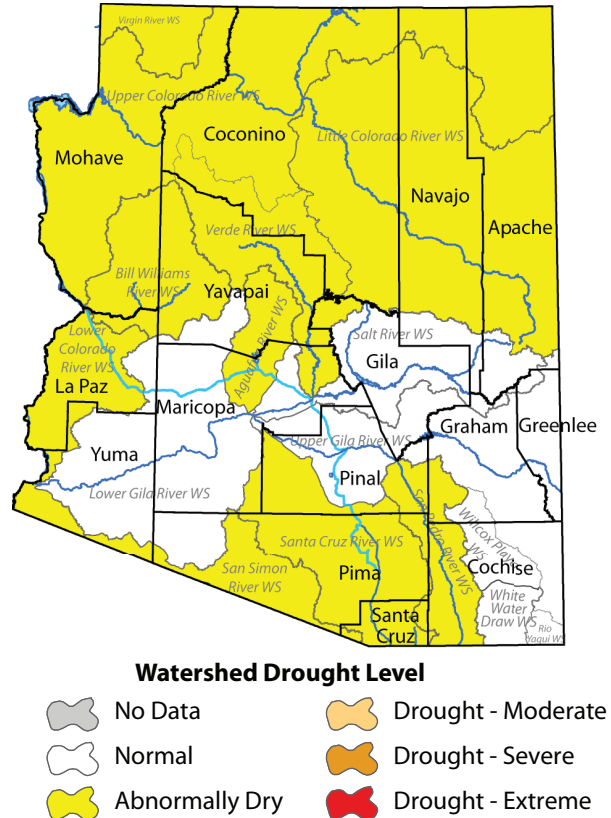 Virgin River WS
Upper Colorado River WS
Coconino
Little Colorado River WS
Mohave
Navajo
Apache
Verde River WS
Bill Williams
River WS
Yavapai
Lower
Colorado
River WS
Agua Fria River WS
Salt River WS
Gila
La Paz
Maricopa
Graham
Greenlee
Upper Gila River WS
Yuma
Pinal
Lower Gila River WS
San Pedro River WS
Willcox Playa
WS
Santa Cruz River WS
San Simon
River WS
Pima
Cochise
White
Water
Draw WS
Santa
Cruz
Rio
Yaqui WS
Watershed Drought Level
No Data
Drought - Moderate
Normal
Drought - Severe
Abnormally Dry
Drought - Extreme